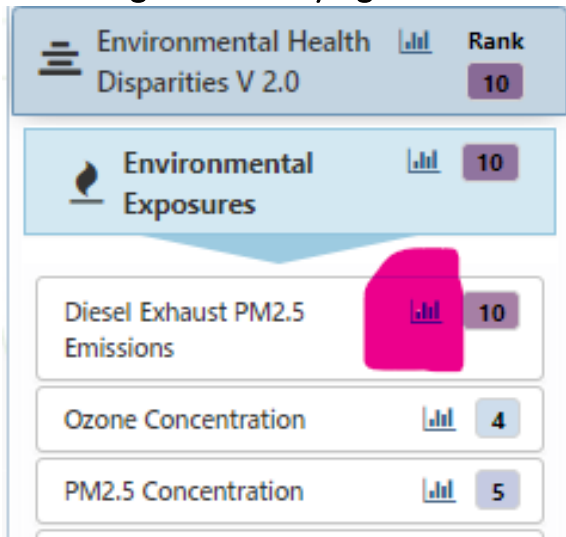 Environmental Health Rank
Disparities V 2.0 10
Environmental 10
Exposures
Diesel Exhaust PM2.5 10
Emissions
Ozone Concentration 4
PM2.5 Concentration 5